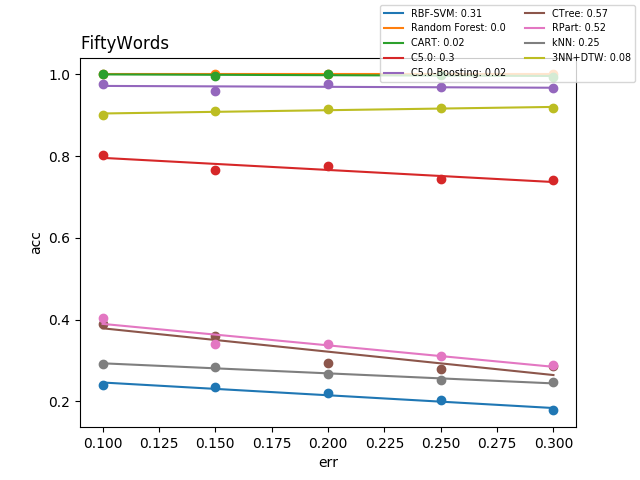 FiftyWords
RBF-SVM: 0.31
Random Forest: 0.0
CART: 0.02
C5.0: 0.3
C5.0-Boosting: 0.02
CTree: 0.57
RPart: 0.52
kNN: 0.25
3NN+DTW: 0.08
acc
1.0
0.8
0.6
0.4
0.2
0.100 0.125 0.150 0.175 0.200 0.225 0.250 0.275 0.300
err